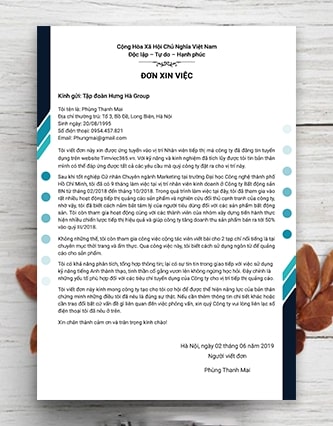 Cộng Hòa Xã Hội Chủ Nghĩa Việt Nam
Độc lập – Tự do – Hạnh phúc
ĐƠN XIN VIỆC
Kính gửi: Tập đoàn Hưng Hà Group
Tôi tên là: Phùng Thanh Mai
Địa chỉ thường trú: Tổ 3, Bồ Đề, Long Biên, Hà Nội
Sinh ngày: 20/08/1995
Số điện thoại: 0954.457.821
Email: Phungmai@gmail.com
Tôi viết đơn này xin được ứng tuyển vào vị trí Nhân viên tiếp thị mà công ty đã đăng tin tuyển
dụng trên website Timviec365.vn. Với kỹ năng và kinh nghiệm đã tích lũy được tôi tin bản thân
mình có thể đáp ứng được tất cả các yêu cầu mà quý công ty đặt ra cho vị trí này.
Sau khi tốt nghiệp Cử nhân Chuyên ngành Marketing tại trường Đại học Công nghệ thành phố
Hồ Chí Minh, tôi đã có 9 tháng làm việc tại vị trí nhân viên kinh doanh ở Công ty Bất động sản
Mỹ từ tháng 02/2018 đến tháng 10/2018. Trong quá trình làm việc tại đây, tôi đã tham gia vào
rất nhiều hoạt động tiếp thị quảng cáo sản phẩm và nghiên cứu đối thủ cạnh tranh của công ty,
nhờ vậy, tôi đã biết cách nắm bắt tâm lý của người tiêu dùng đối với các sản phẩm bất động
sản. Tôi còn tham gia hoạt động cùng với các thành viên của nhóm xây dựng tiến hành thực
hiện nhiều chiến lược tiếp thị hiệu quả và giúp công ty tăng doanh thu sản phẩm bán ra tới 50%
vào quý III/2018.
Không những thế, tôi còn tham gia công việc cộng tác viên viết bài cho 2 tạp chí nổi tiếng là tạp
chí chuyên mục thời trang và ẩm thực. Qua công việc này, tôi biết cách sử dụng ngôn từ để quảng
cáo cho sản phẩm.
Tôi có khả năng phân tích, tổng hợp thông tin; lại có sự tin tin trong giao tiếp với việc sử dụng
kỹ năng tiếng Anh thành thạo, tinh thần cố gắng vươn lên không ngừng học hỏi. Đây chính là
những yếu tố phù hợp đối với các tiêu chí tuyển dụng của Công ty cho vị trí tiếp thị quảng cáo
Tôi viết đơn này kính mong công ty tạo cho tôi cơ hội để được thể hiện năng lực của bản thân
chứng minh những điều tôi đã nêu là đúng sự thật. Nếu cần thêm thông tin chi tiết khác hoặc
cần trao đổi bất cứ vấn đề gì liên quan đến việc phỏng vấn, xin quý Công ty vui lòng liên lạc số
điện thoại tôi đã nêu ở trên.
Xin chân thành cảm ơn và trân trọng kính chào!
Hà Nội, ngày 02 tháng 06 năm 2019
Người viết đơn
Phùng Thanh Mai